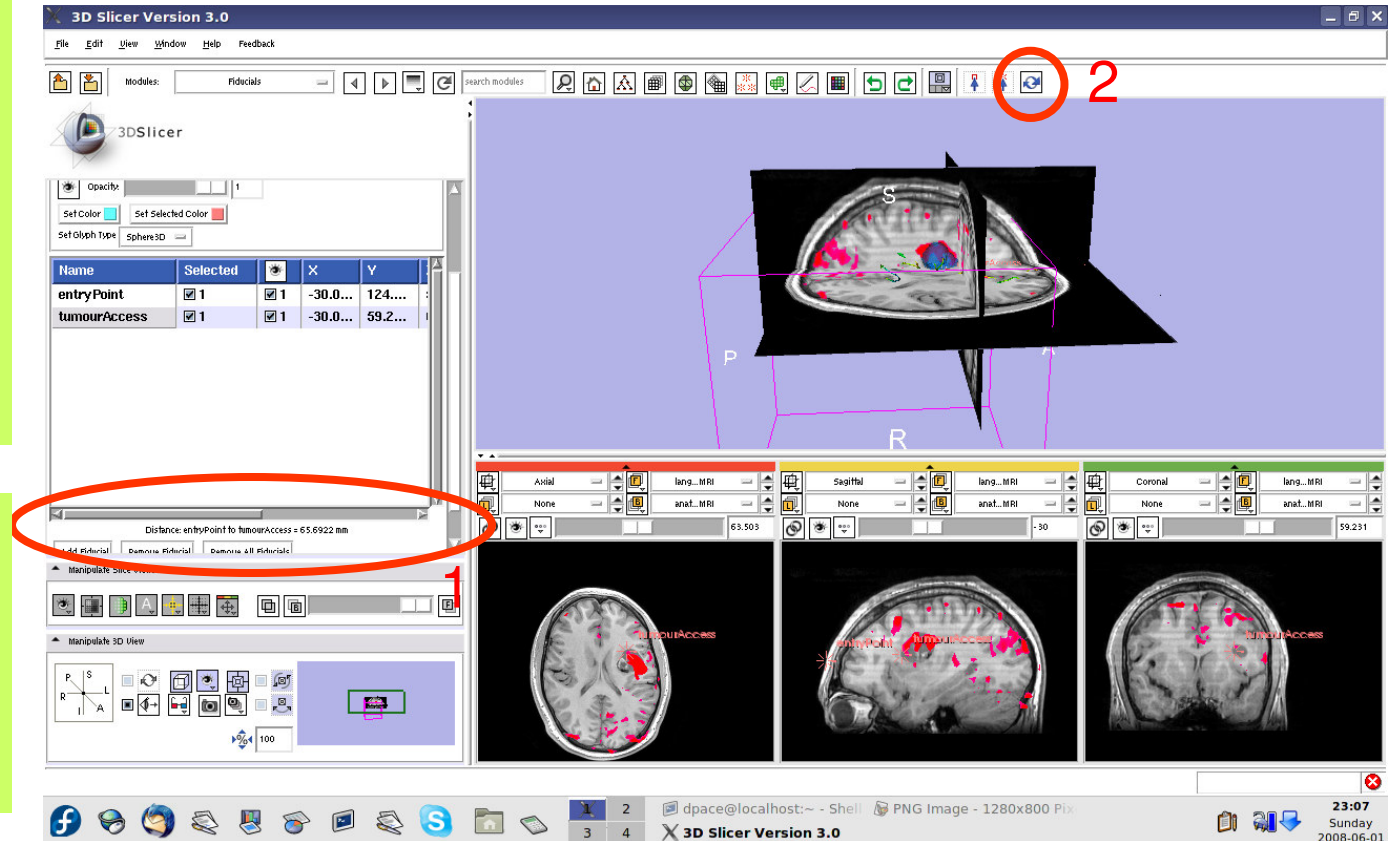 3D Slicer Version 3.0
File Edit View Window Help Feedback
Modules: Fiducials search modules
2
3DSlicer
Opacity: 1
Set Color Set Selected Color
Set Glyph Type Sphere3D
Name Selected X Y
entryPoint 1 1 -30.0... 124....
tumourAccess 1 1 -30.0... 59.2...
S
P
A
R
Distance: entryPoint to tumourAccess = 65.6922 mm
Add Fiducial Remove Fiducial Remove All Fiducials
Manipulate Slice Views
1
Axial lang...MRI
None anat...MRI
63.503
Sagittal lang...MRI
None anat...MRI
-30
Coronal lang...MRI
None anat...MRI
59.231
tumourAccess
entryPoint tumourAccess
tumourAccess
Manipulate 3D View
P S
R L
I A
100
dpace@localhost:~ - Shell PNG Image - 1280x800 Pix
1 2
3 4
3D Slicer Version 3.0
23:07
Sunday
2008-06-01